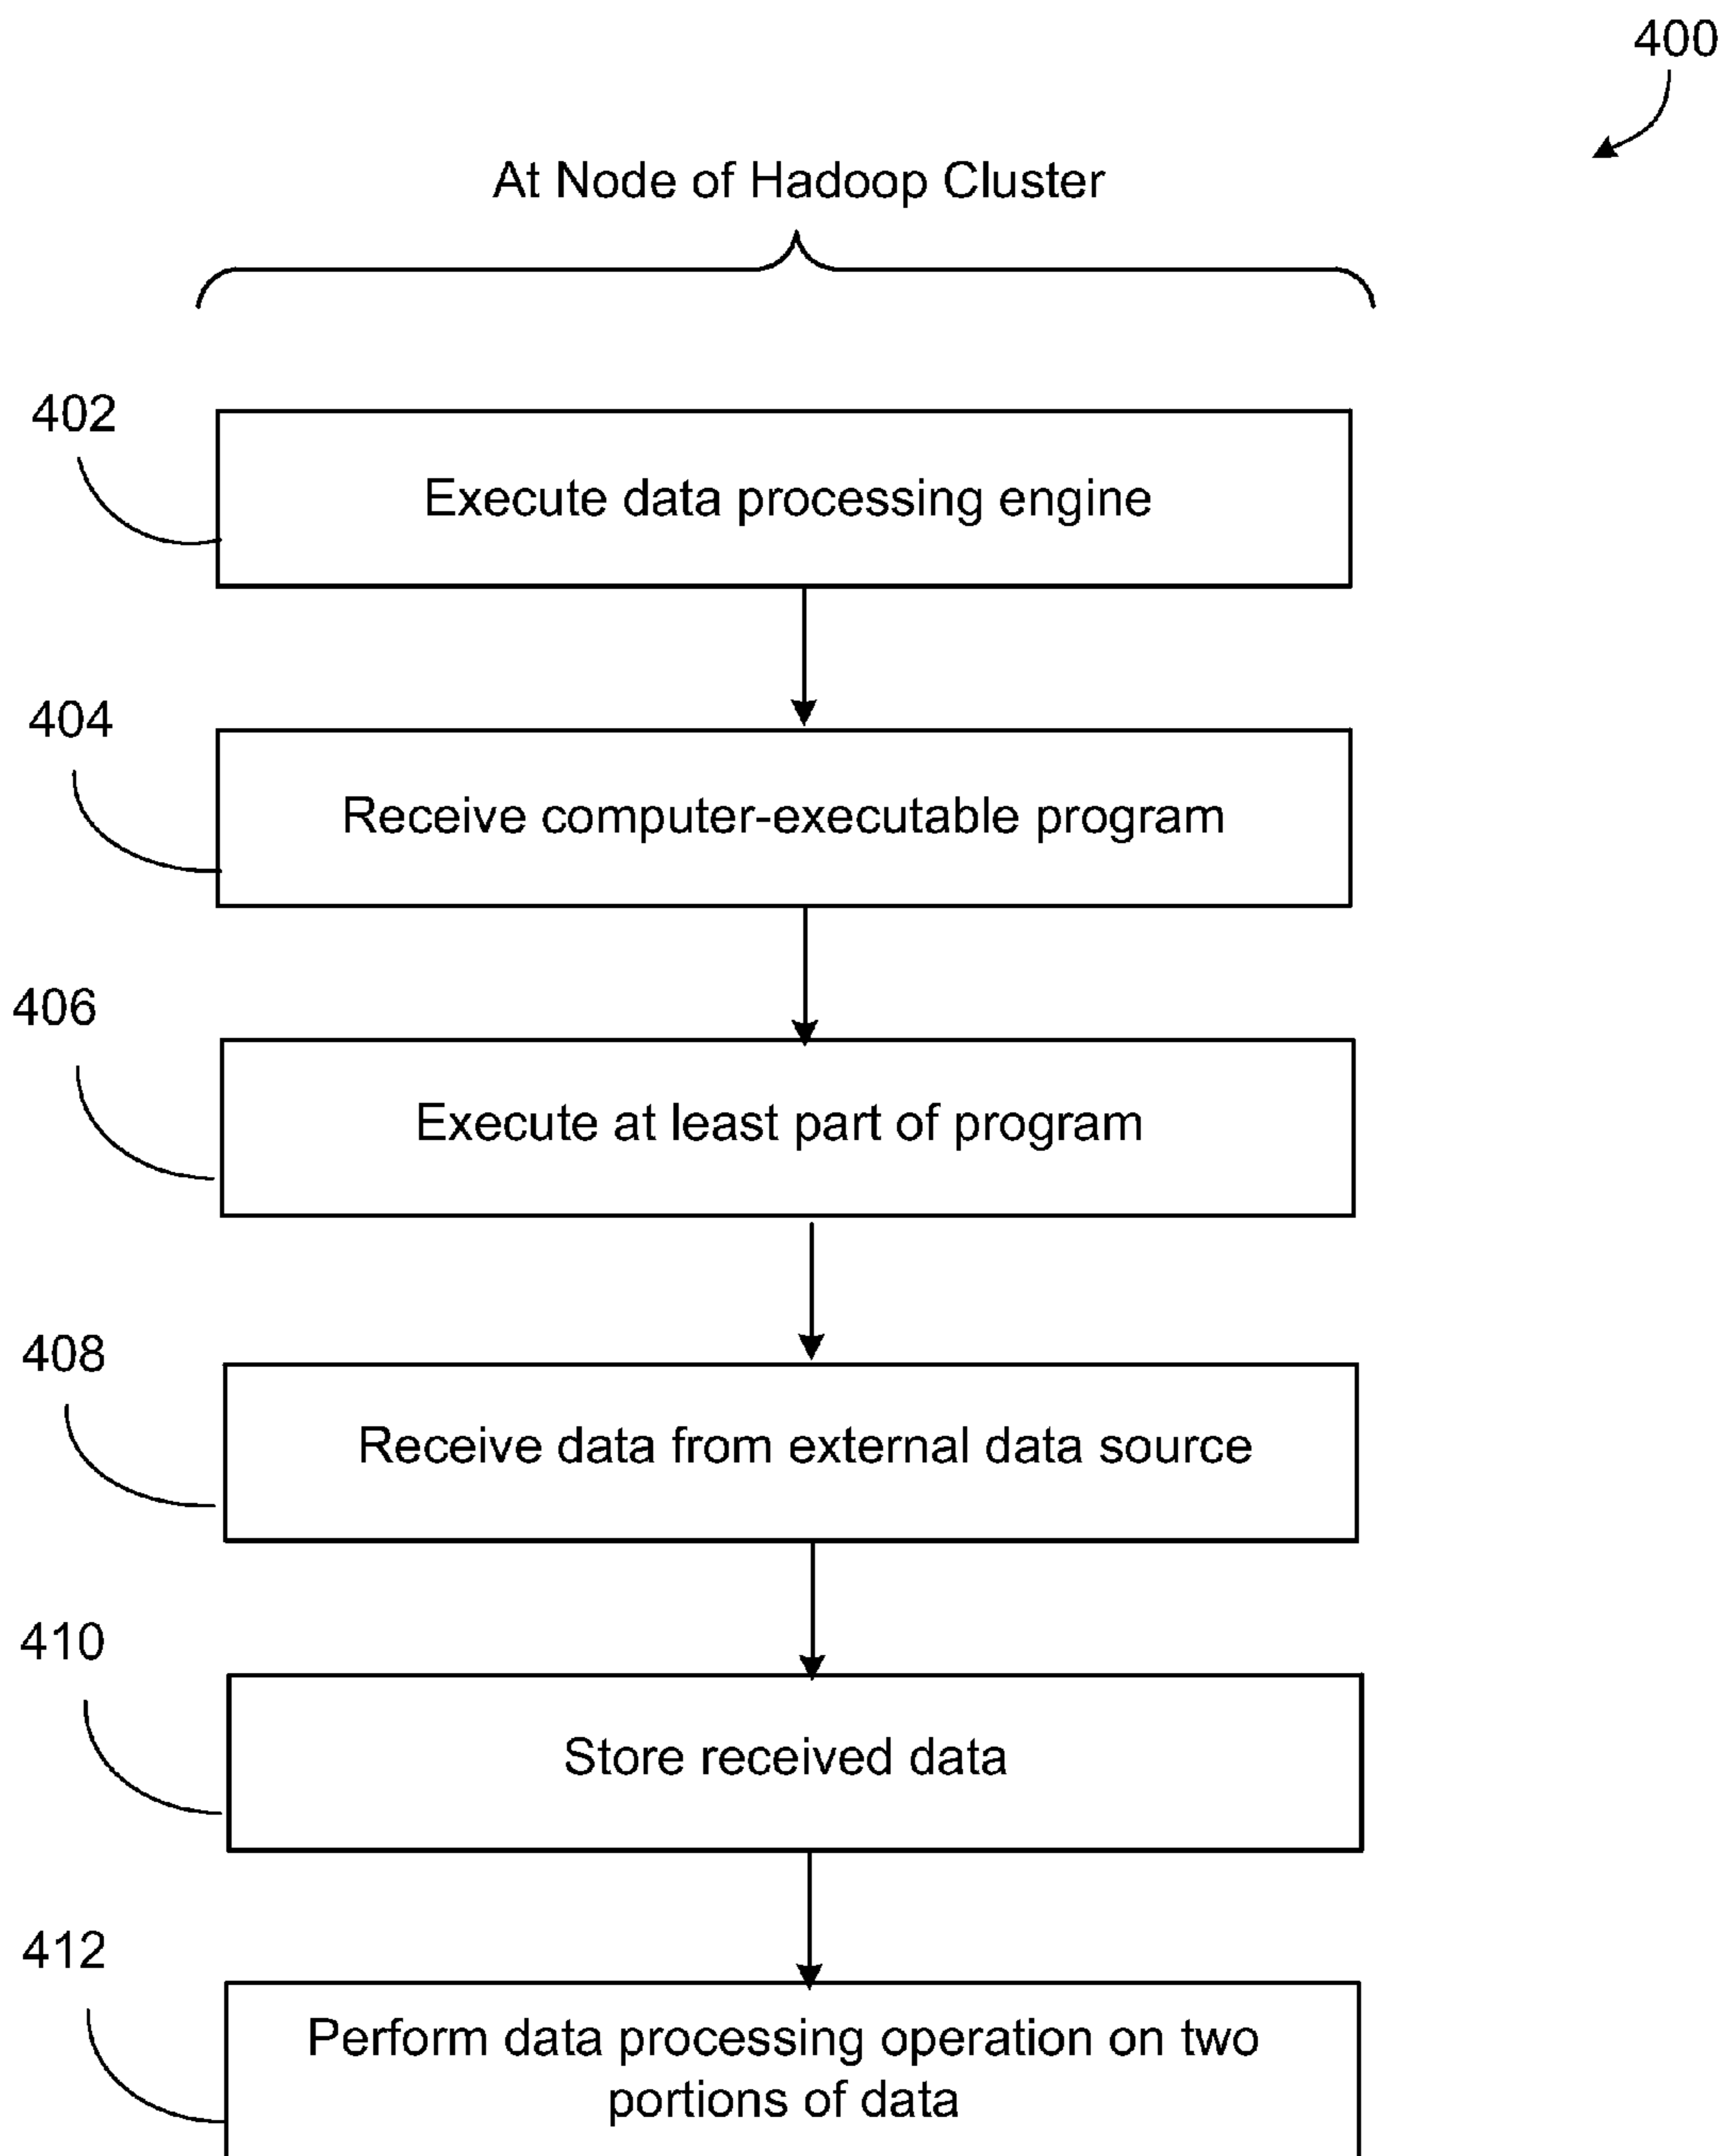 400
At Node of Hadoop Cluster
402
Execute data processing engine
404
Receive computer-executable program
406
Execute at least part of program
408
Receive data from external data source
410
Store received data
412
Perform data processing operation on two
portions of data